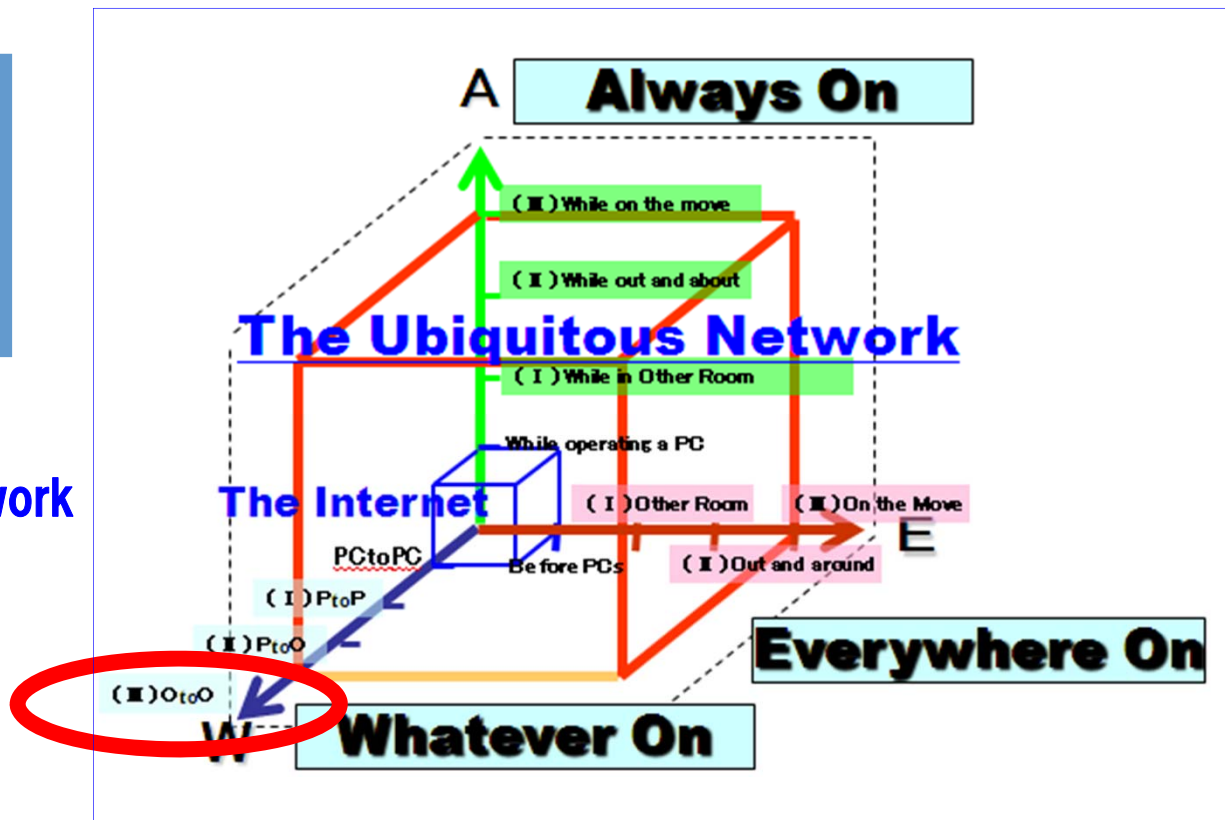 A
Always On
(Ⅲ)While on the move
(Ⅱ)While out and about
The Ubiquitous Network
(Ⅰ)While in Other Room
While operating a PC
work
The Internet
(Ⅰ)Other Room
(Ⅲ)On the Move
E
PCtoPC
Before PCs
(Ⅱ)Out and around
(Ⅰ)PtoP
(Ⅱ)PtoO
Everywhere On
(Ⅲ)OtoO
W
Whatever On